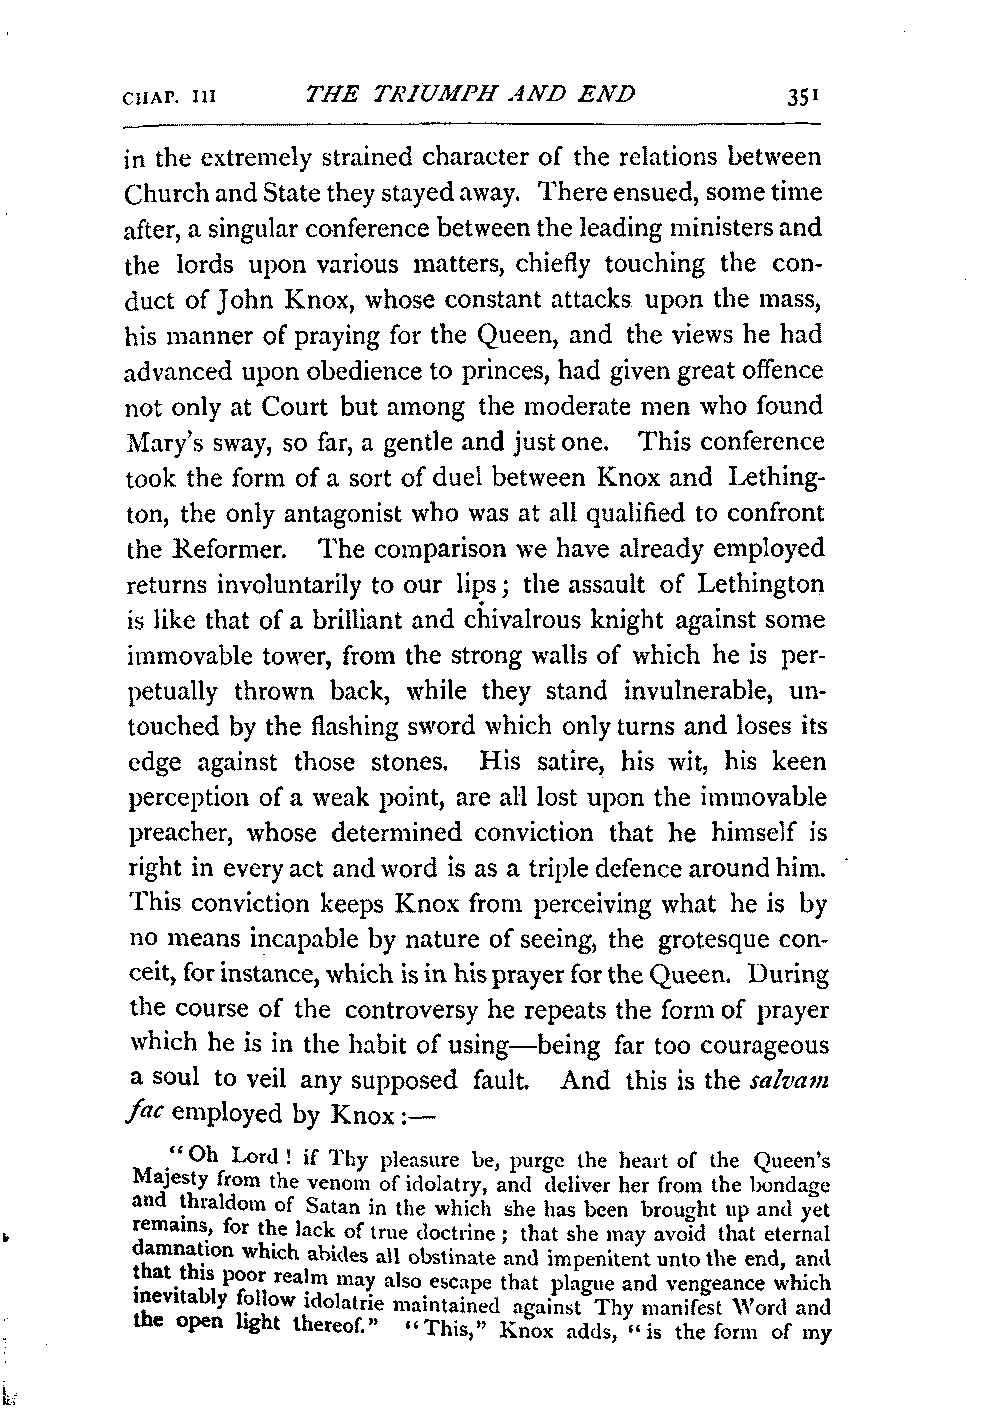 CHAP. III THE TRIUMPH AND END 351
in the extremely strained character of the relations between
Church and State they stayed away. There ensued, some time
after, a singular conference between the leading ministers and
the lords upon various matters, chiefly touching the con-
duct of John Knox, whose constant attacks upon the mass,
his manner of praying for the Queen, and the views he had
advanced upon obedience to princes, had given great offence
not only at Court but among the moderate men who found
Mary's sway, so far, a gentle and just one. This conference
took the form of a sort of duel between Knox and Lething-
ton, the only antagonist who was at all qualified to confront
the Reformer. The comparison we have already employed
returns involuntarily to our lips; the assault of Lethington
is like that of a brilliant and chivalrous knight against some
immovable tower, from the strong walls of which he is per-
petually thrown back, while they stand invulnerable, un-
touched by the flashing sword which only turns and loses its
edge against those stones. His satire, his wit, his keen
perception of a weak point, are all lost upon the immovable
preacher, whose determined conviction that he himself is
right in every act and word is as a triple defence around him.
This conviction keeps Knox from perceiving what he is by
no means incapable by nature of seeing, the grotesque con-
ceit, for instance, which is in his prayer for the Queen. During
the course of the controversy he repeats the form of prayer
which he is in the habit of using—being far too courageous
a soul to veil any supposed fault. And this is the salvam
fac employed by Knox:—
"Oh Lord! if Thy pleasure be, purge the heart of the Queen's
Majesty from the venom of idolatry, and deliver her from the bondage
and thraldom of Satan in the which she has been brought up and yet
remains, for the lack of true doctrine; that she may avoid that eternal
damnation which abides all obstinate and impenitent unto the end, and
that this poor realm may also escape that plague and vengeance which
inevitably follow idolatrie maintained against Thy manifest Word and
the open light thereof." "This," Knox adds, "is the form of my